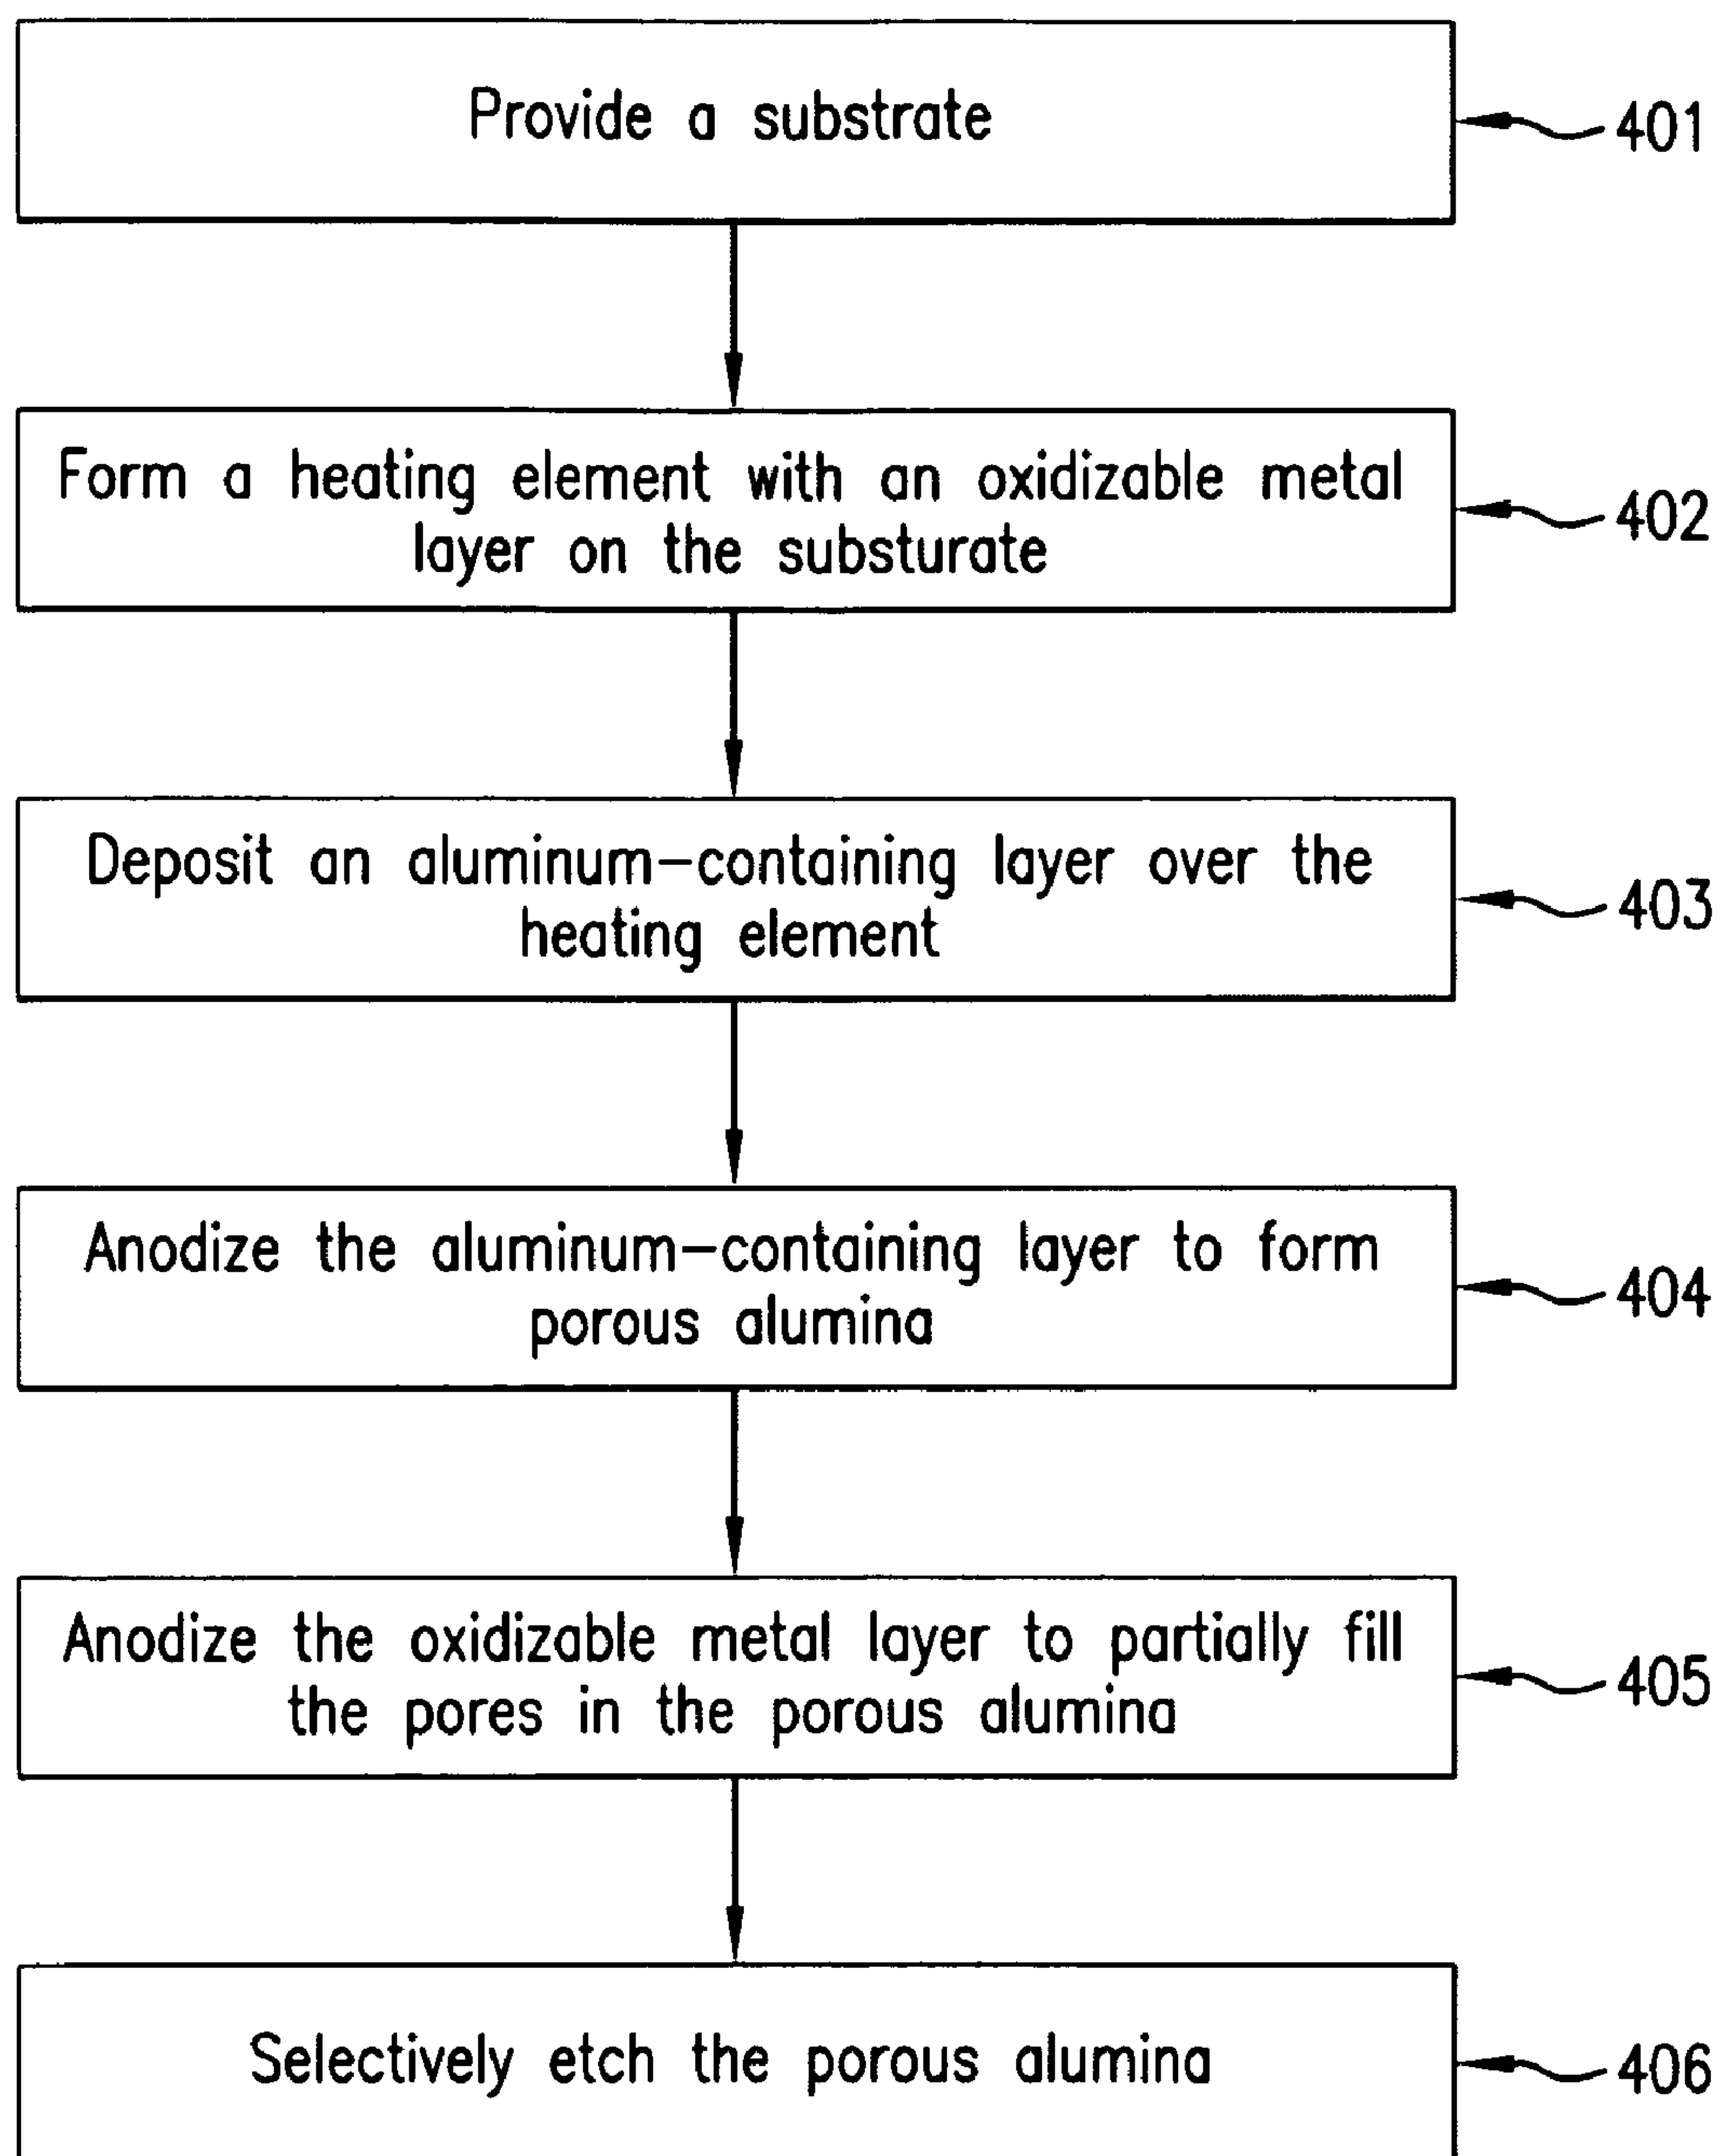 Provide a substrate
401
Form a heating element with an oxidizable metal
layer on the substurate
402
Deposit an aluminum-containing layer over the
heating element
403
Anodize the aluminum-containing layer to form
porous alumina
404
Anodize the oxidizable metal layer to partially fill
the pores in the porous alumina
405
Selectively etch the porous alumina
406